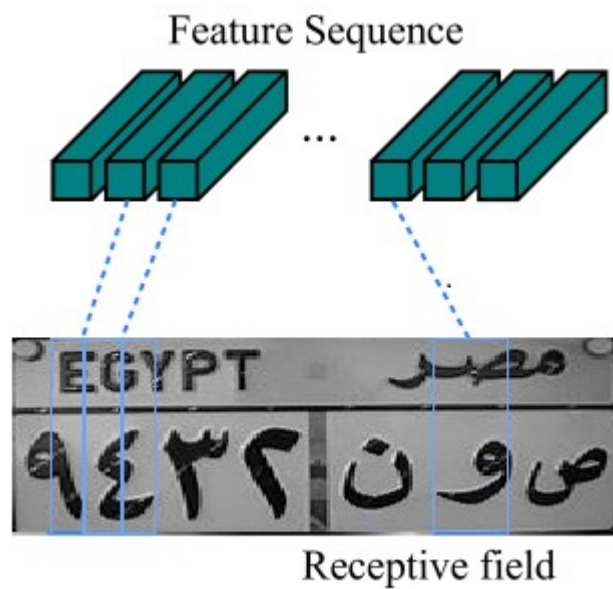 Feature Sequence
...
EGYPT مصر
٩٤٣٢ ص و ن
Receptive field